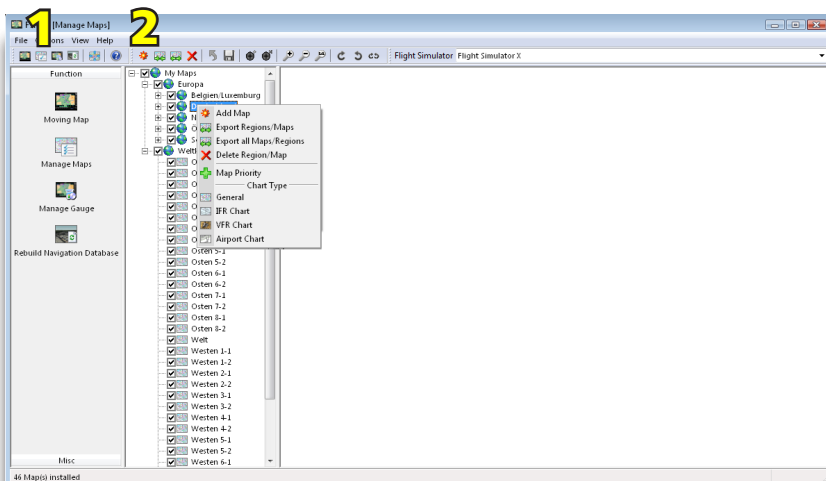 1 2
[Manage Maps]
File View Help
Flight Simulator Flight Simulator X
Function
Moving Map
Manage Maps
Manage Gauge
Rebuild Navigation Database
Misc
My Maps
Europa
Belgien/Luxemburg
Add Map
Export Regions/Maps
Export all Maps/Regions
Delete Region/Map
Map Priority
Chart Type
General
IFR Chart
VFR Chart
Airport Chart
Osten 5-1
Osten 5-2
Osten 6-1
Osten 6-2
Osten 7-1
Osten 7-2
Osten 8-1
Osten 8-2
Welt
Westen 1-1
Westen 1-2
Westen 2-1
Westen 2-2
Westen 3-1
Westen 3-2
Westen 4-1
Westen 4-2
Westen 5-1
Westen 5-2
Westen 6-1
46 Map(s) installed